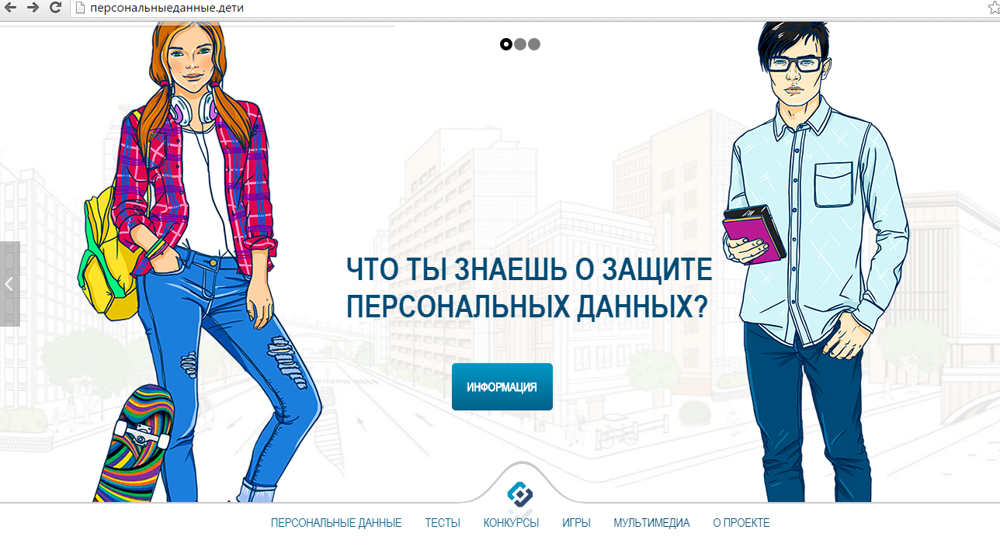 персональныеданные.дети
ЧТО ТЫ ЗНАЕШЬ О ЗАЩИТЕ
ПЕРСОНАЛЬНЫХ ДАННЫХ?
ИНФОРМАЦИЯ
ПЕРСОНАЛЬНЫЕ ДАННЫЕ ТЕСТЫ КОНКУРСЫ ИГРЫ МУЛЬТИМЕДИА О ПРОЕКТЕ